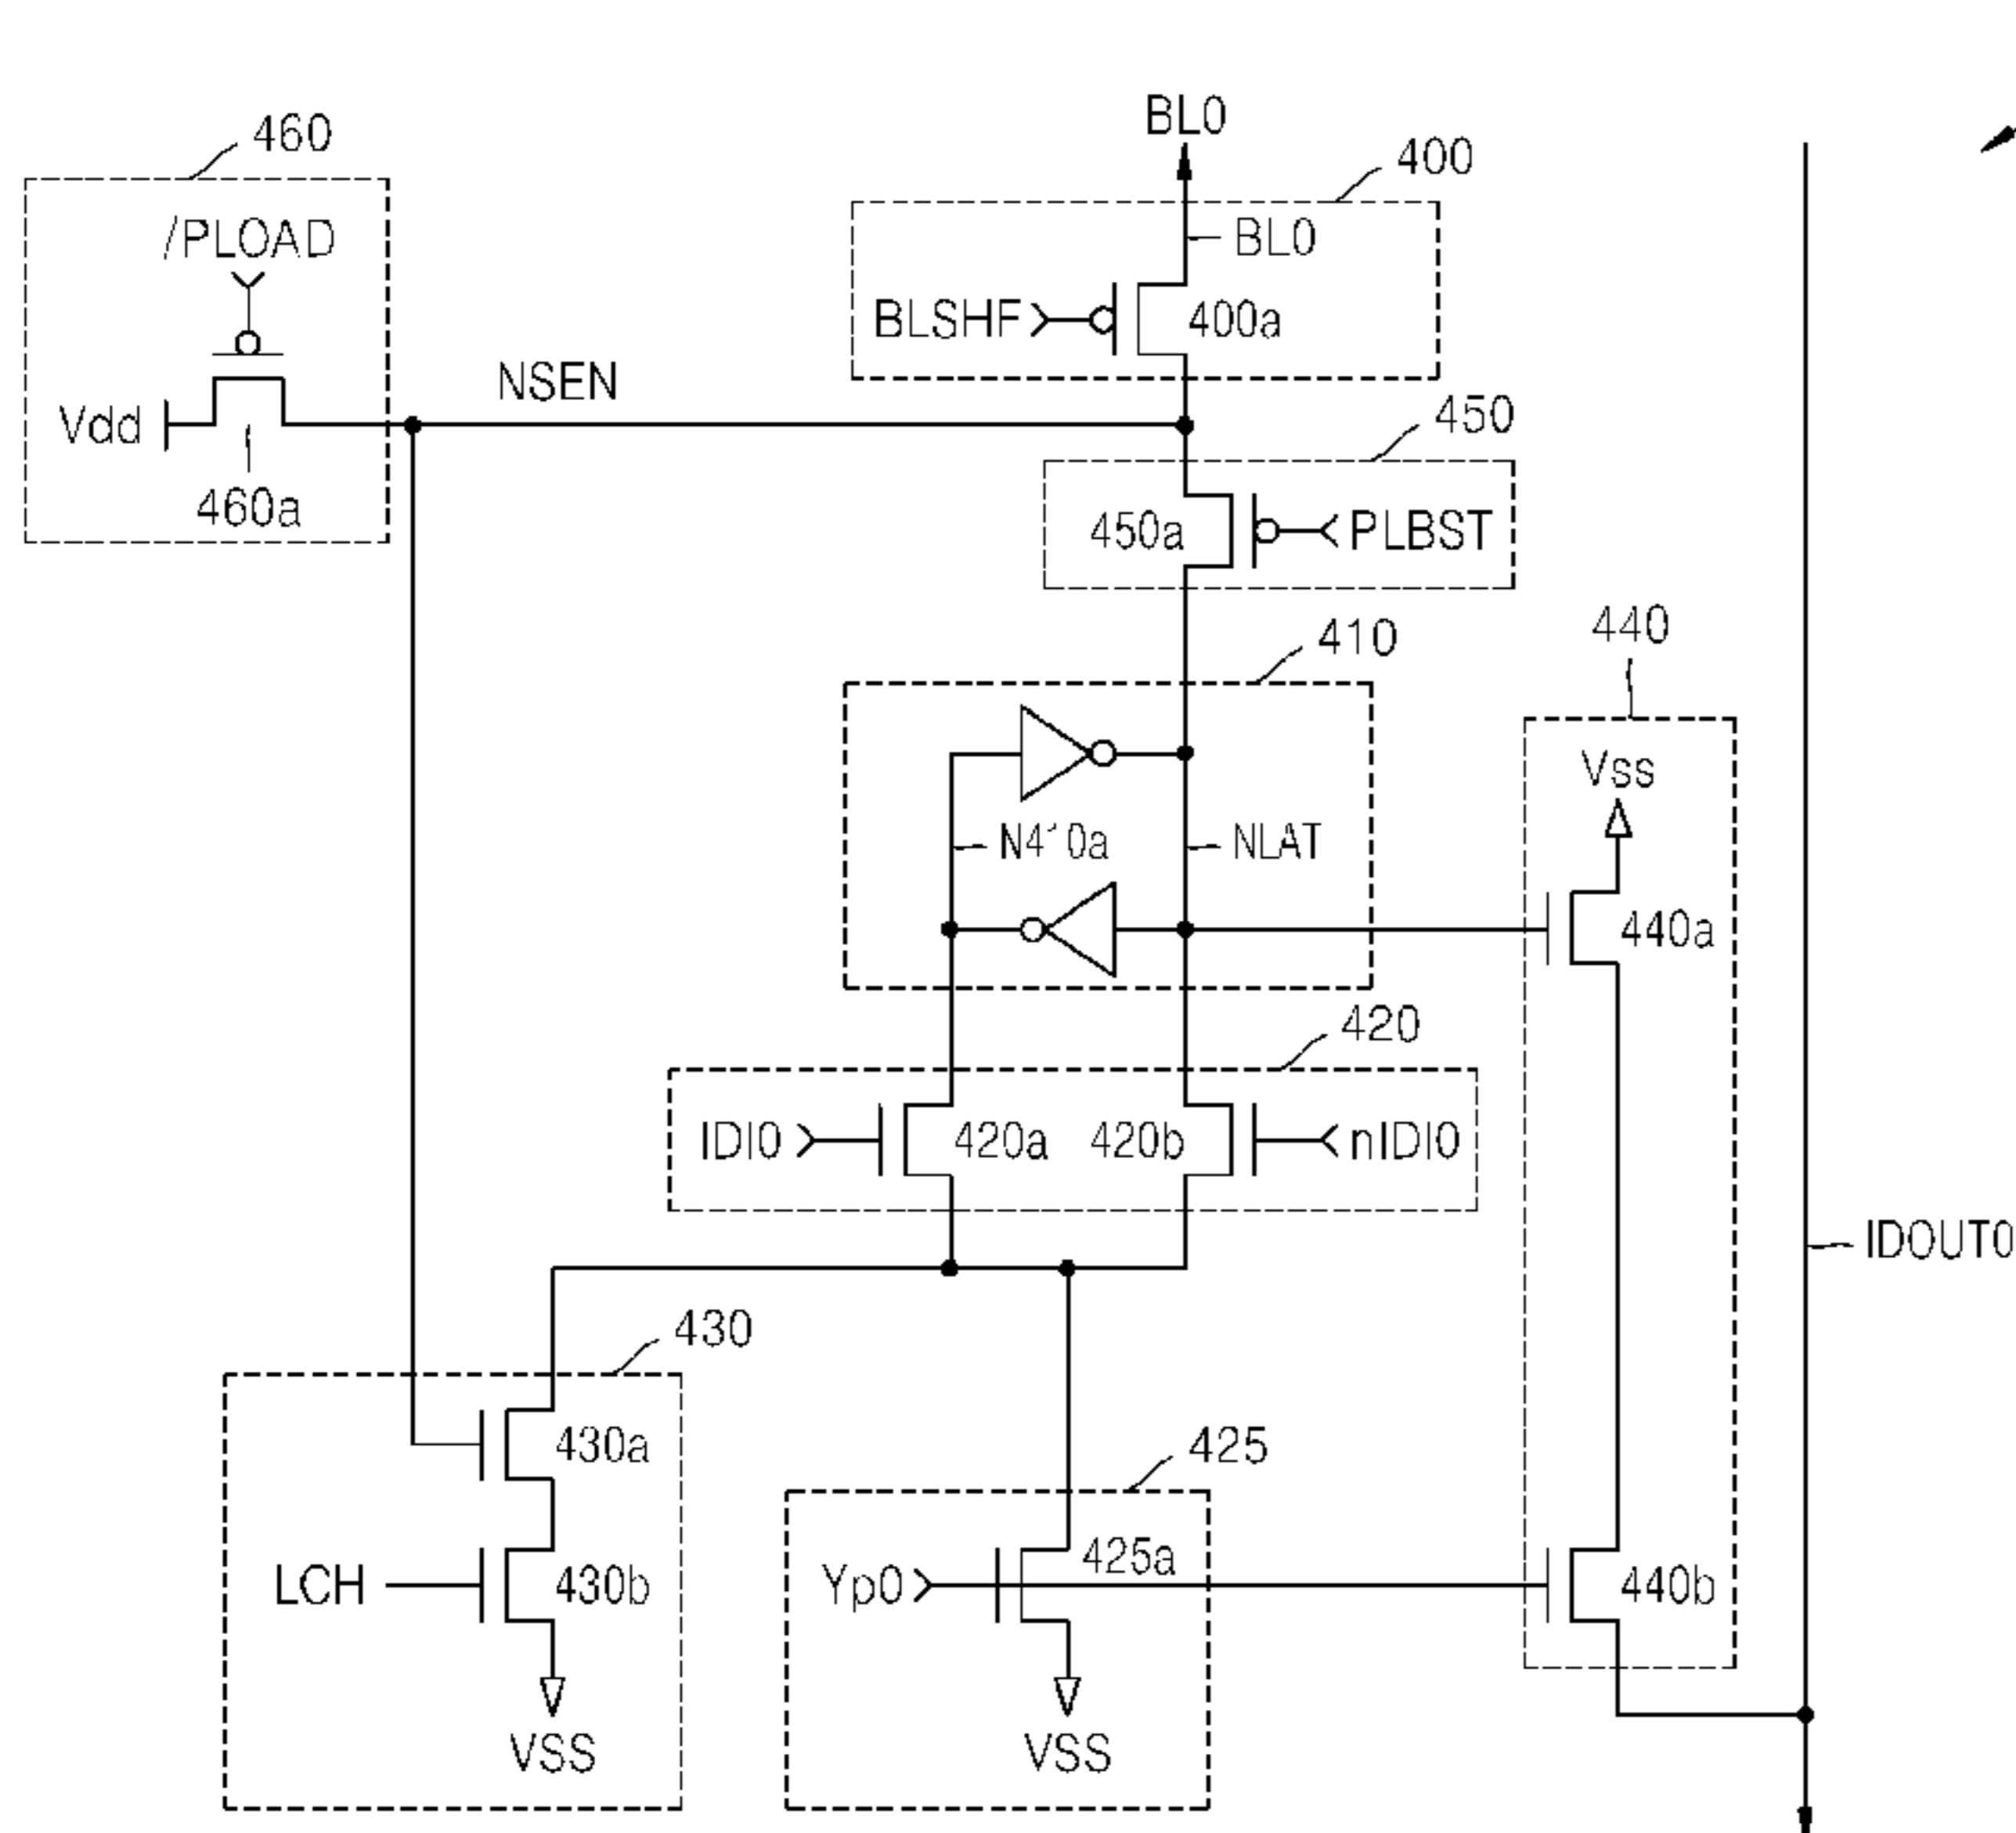 BL0
460
400
/PLOAD
BL0
BLSHF
400a
NSEN
450
Vdd
460a
450a
PLBST
440
410
Vss
N410a
NLAT
440a
420
IDI0
420a
420b
nIDI0
IDOUT0
430
430a
425
425a
LCH
430b
Yp0
440b
VSS
VSS